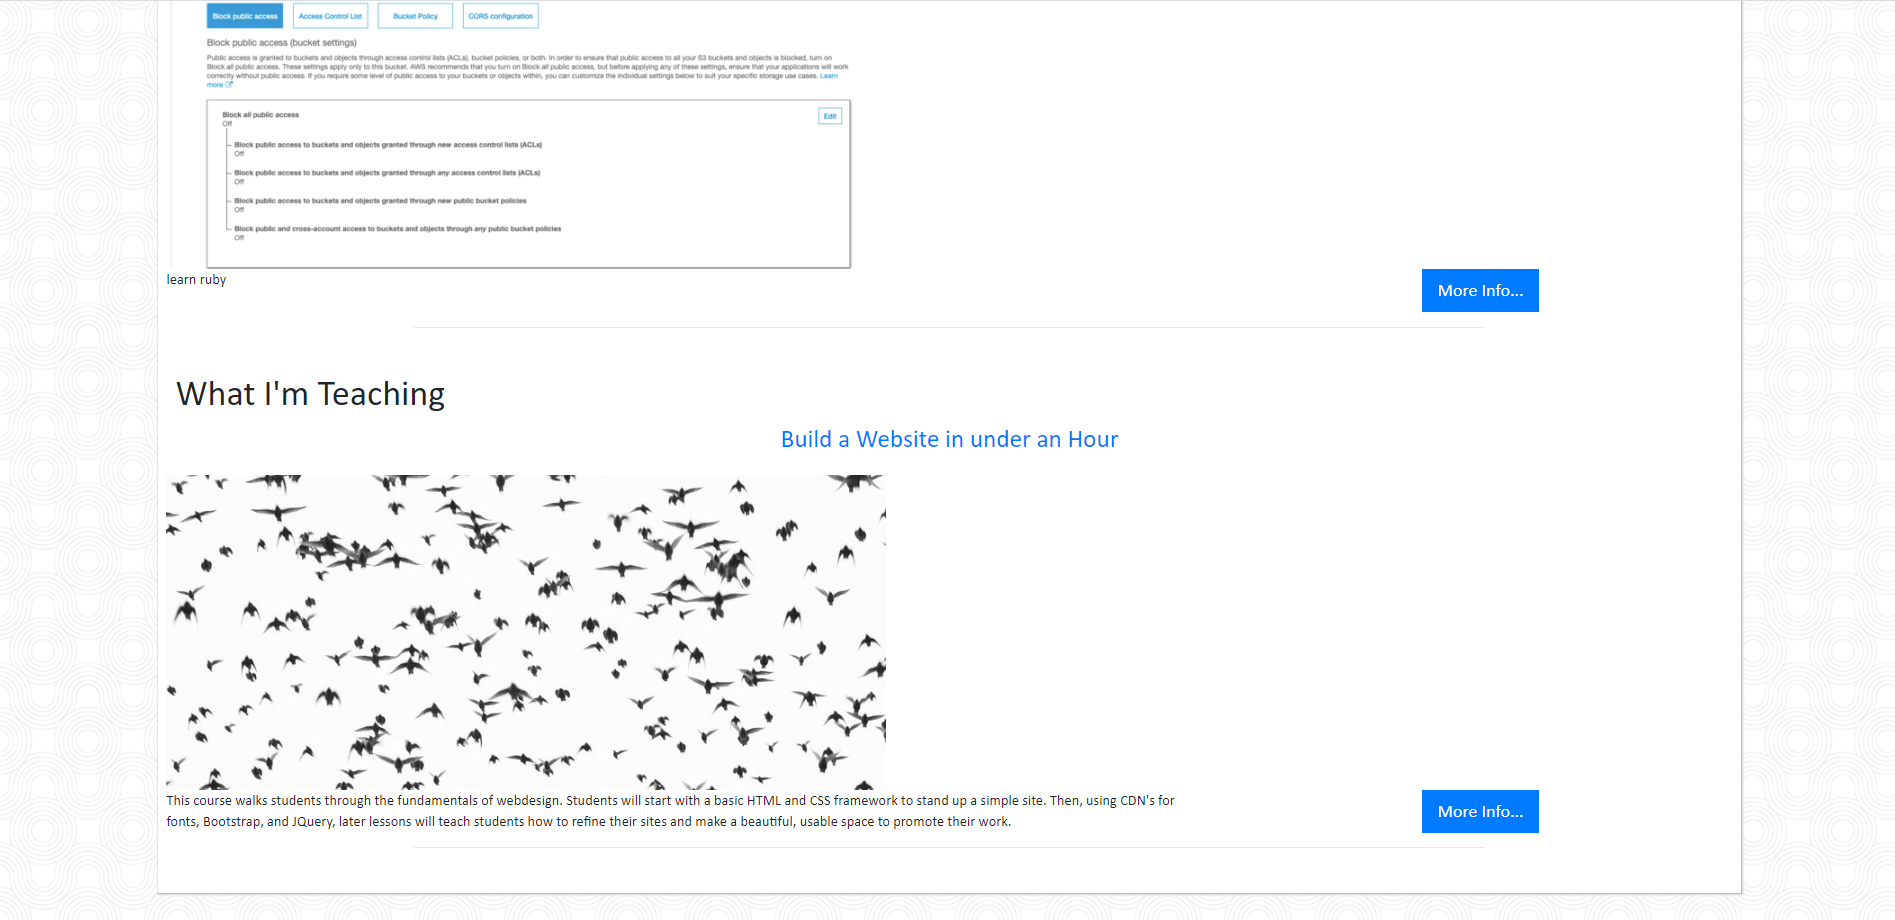 Block public access Access Control List Bucket Policy CORS configuration
Block public access (bucket settings)
Public access is granted to buckets and objects through access control lists (ACLs), bucket policies, or both. In order to ensure that public access to all your S3 buckets and objects is blocked, turn on
Block all public access. These settings apply only to this bucket. AWS recommends that you turn on Block all public access, but before applying any of these settings, ensure that your applications will work
correctly without public access. If you require some level of public access to your buckets or objects within, you can customize the individual settings below to suit your specific storage use cases. Learn
more
Block all public access
Edit
Off
Block public access to buckets and objects granted through new access control lists (ACLs)
Off
Block public access to buckets and objects granted through any access control lists (ACLs)
Off
Block public access to buckets and objects granted through new public bucket policies
Off
Block public and cross-account access to buckets and objects through any public bucket policies
Off
learn ruby
More Info...
What I'm Teaching
Build a Website in under an Hour
This course walks students through the fundamentals of webdesign. Students will start with a basic HTML and CSS framework to stand up a simple site. Then, using CDN's for
fonts, Bootstrap, and JQuery, later lessons will teach students how to refine their sites and make a beautiful, usable space to promote their work.
More Info...